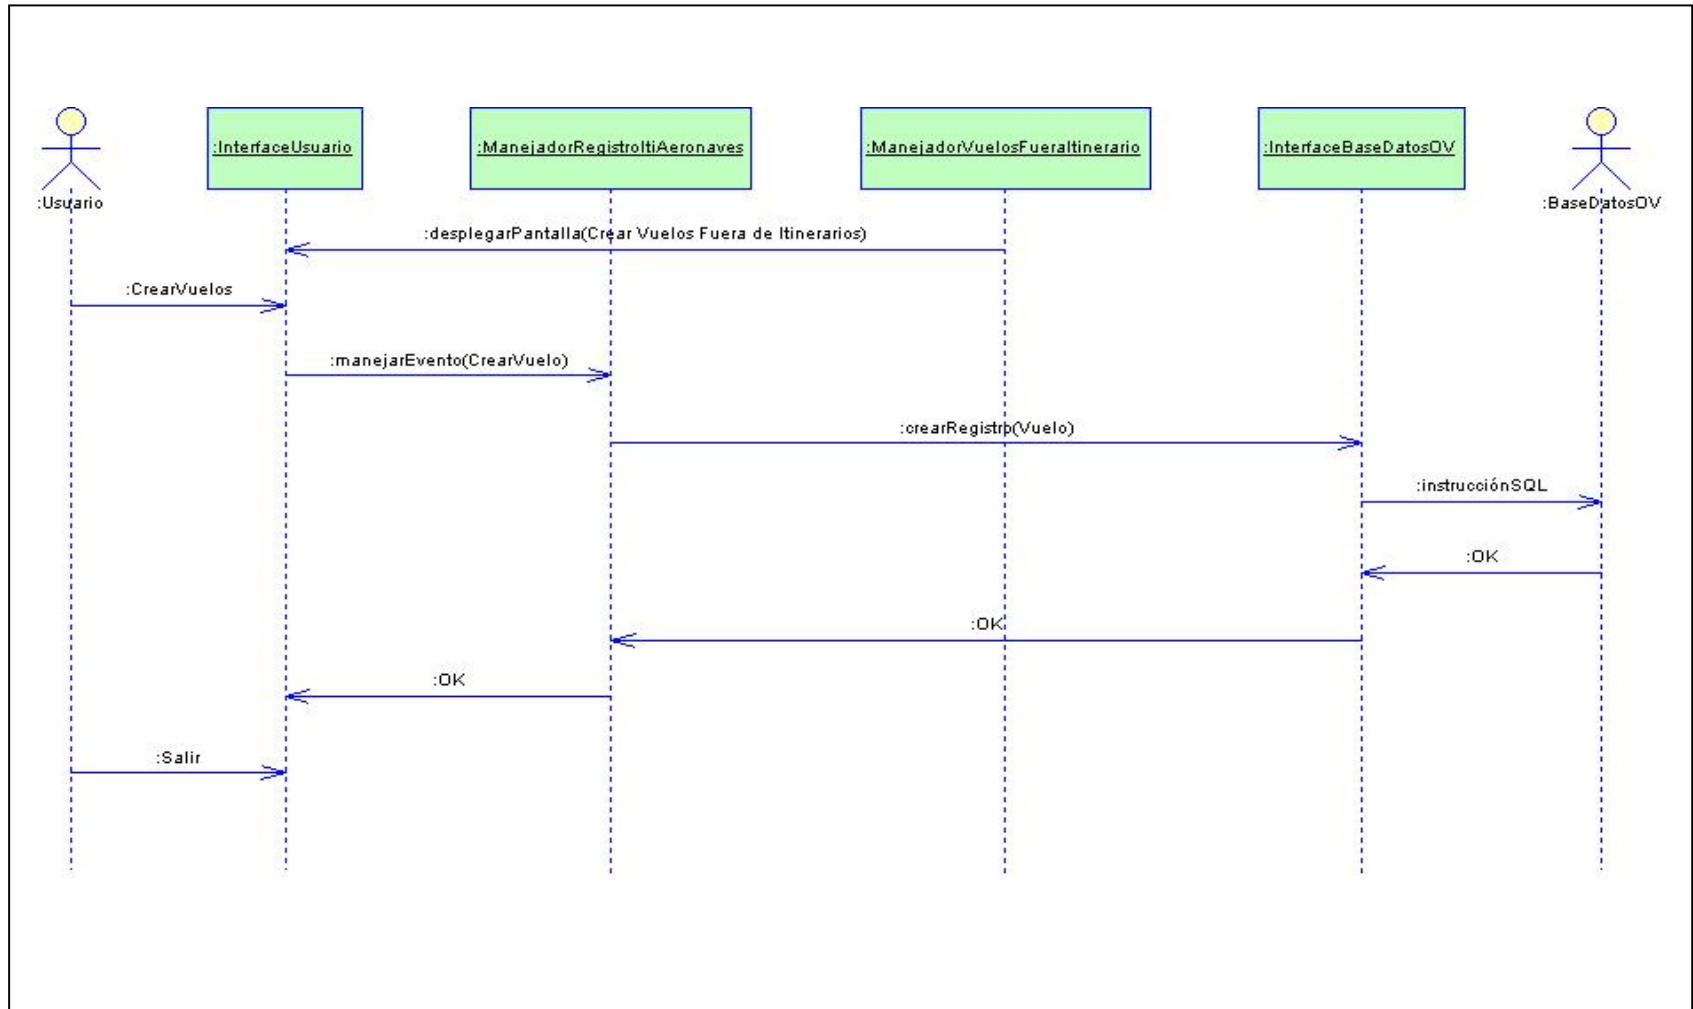 :InterfaceUsuario
:ManejadorRegistroItiAeronaves
:ManejadorVuelosFueraItinerario
:InterfaceBaseDatosOV
:Usuario
:BaseDatosOV
:desplegarPantalla(Crear Vuelos Fuera de Itinerarios)
:CrearVuelos
:manejarEvento(CrearVuelo)
:crearRegistro(Vuelo)
:instrucciónSQL
:OK
:OK
:OK
:Salir